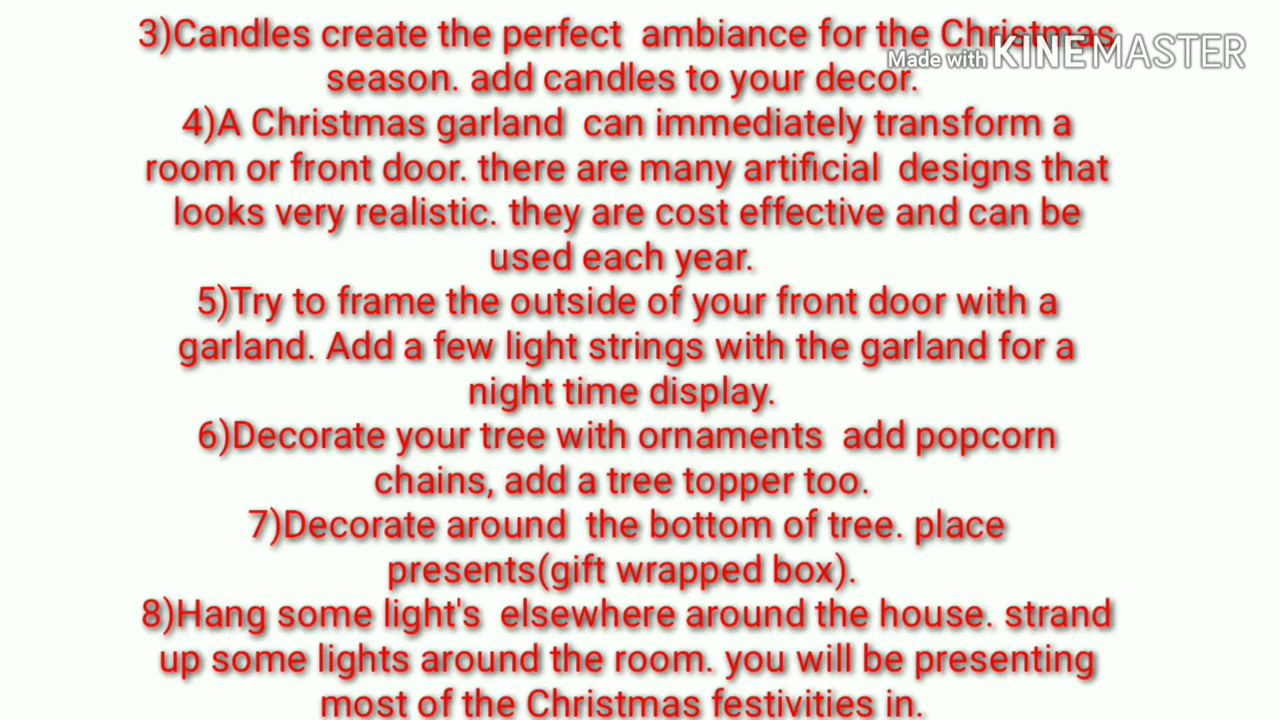 3)Candles create the perfect  ambiance for the Christmas
season. add candles to your decor.
Made with KINEMASTER
4)A Christmas garland  can immediately transform a
room or front door. there are many artificial  designs that
looks very realistic. they are cost effective and can be
used each year.
5)Try to frame the outside of your front door with a
garland. Add a few light strings with the garland for a
night time display.
6)Decorate your tree with ornaments  add popcorn
chains, add a tree topper too.
7)Decorate around  the bottom of tree. place
presents(gift wrapped box).
8)Hang some light's  elsewhere around the house. strand
up some lights around the room. you will be presenting
most of the Christmas festivities in.